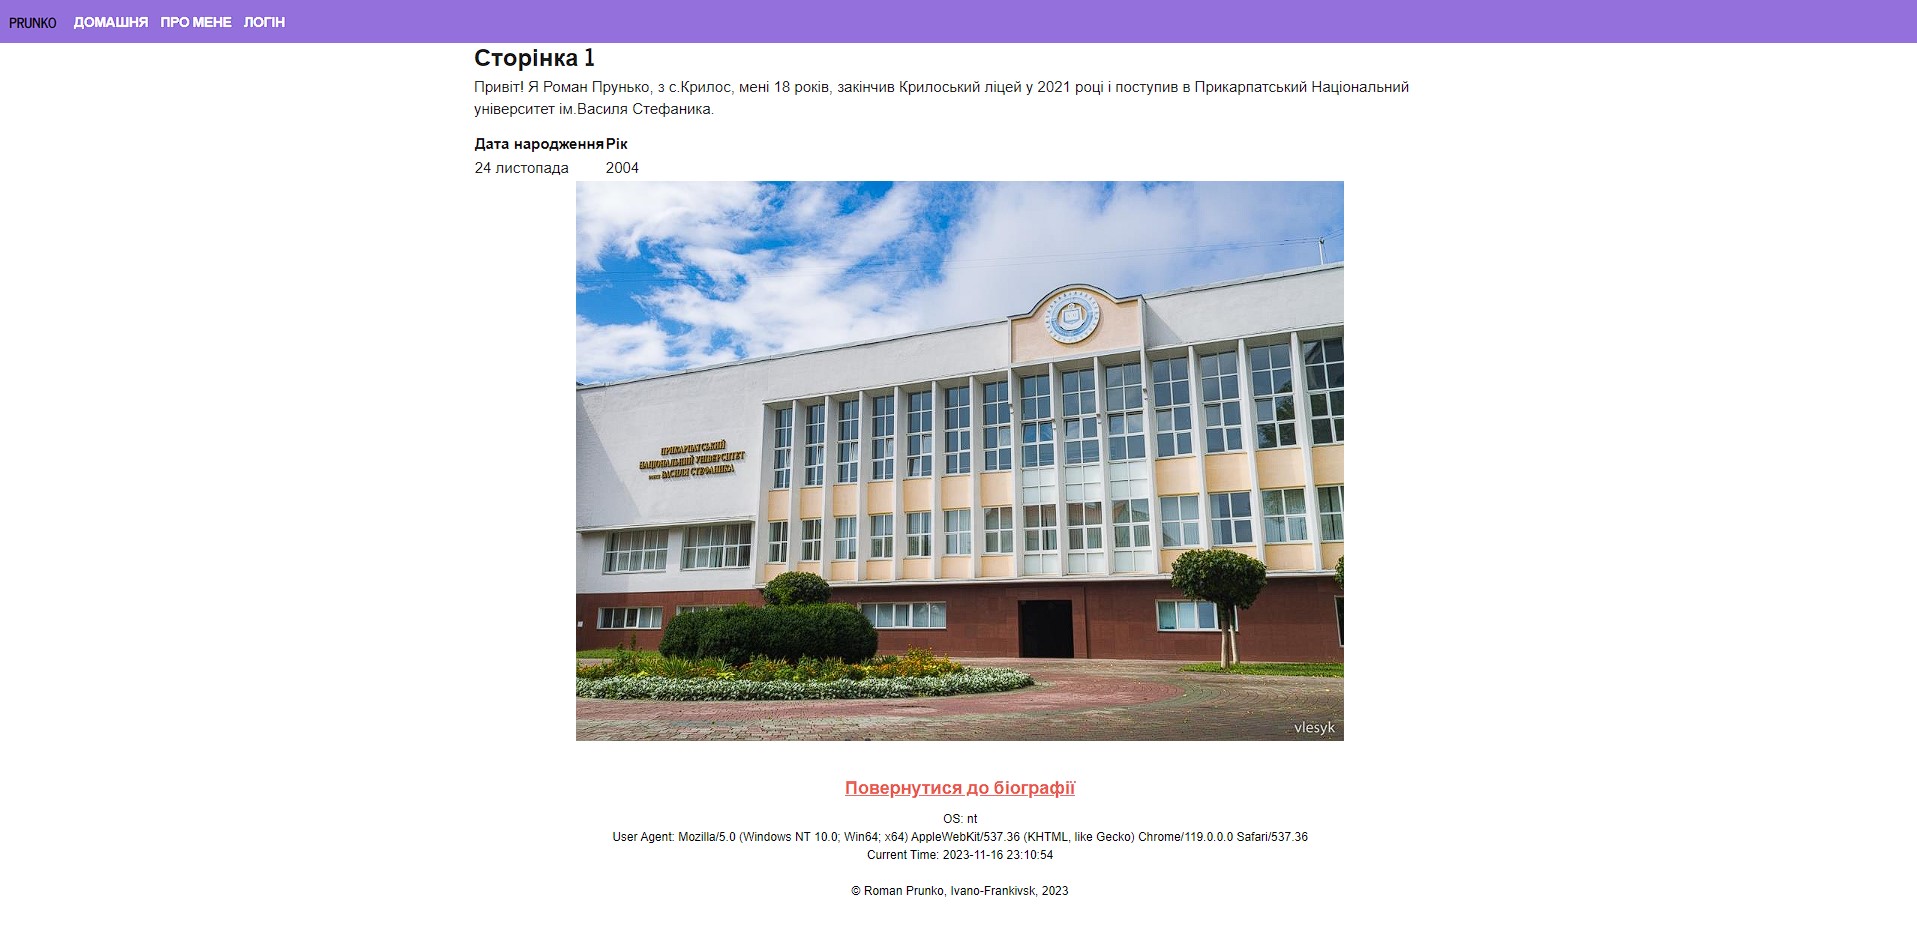 PRUNKO ДОМАШНЯ ПРО МЕНЕ ЛОГІН
Сторінка 1
Привіт! Я Роман Прунько, з с.Крилос, мені 18 років, закінчив Крилоський ліцей у 2021 році і поступив в Прикарпатський Національний
університет ім.Василя Стефаника.
Дата народження Рік
24 листопада 2004
ПРИКАРПАТСЬКИЙ
НАЦІОНАЛЬНИЙ УНІВЕРСИТЕТ
ВАСИЛЯ СТЕФАНИКА
vlesyk
Повернутися до біографії
OS: nt
User Agent: Mozilla/5.0 (Windows NT 10.0; Win64; x64) AppleWebKit/537.36 (KHTML, like Gecko) Chrome/119.0.0.0 Safari/537.36
Current Time: 2023-11-16 23:10:54
© Roman Prunko, Ivano-Frankivsk, 2023